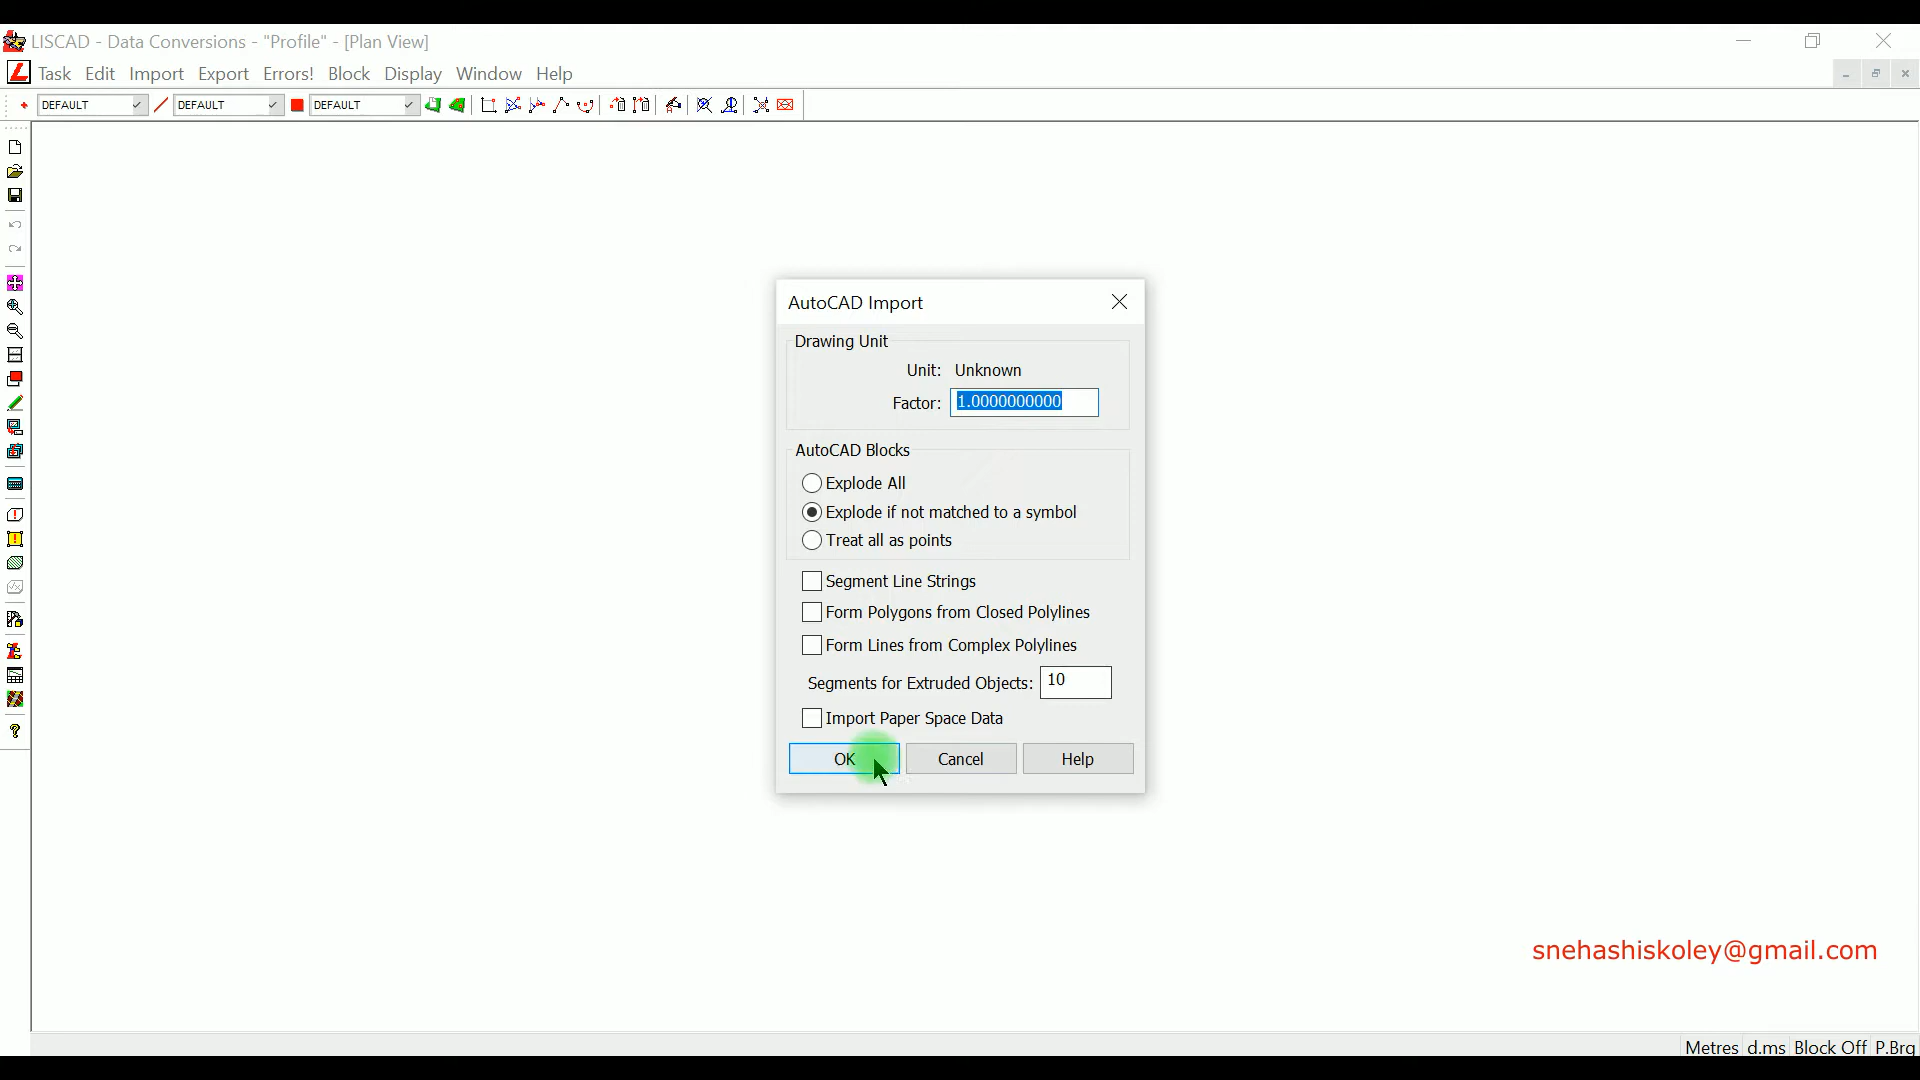 LISCAD - Data Conversions - "Profile" - [Plan View]
Task Edit Import Export Errors! Block Display Window Help
DEFAULT DEFAULT DEFAULT
AutoCAD Import
Drawing Unit
Unit: Unknown
Factor: 1.0000000000
AutoCAD Blocks
Explode All
Explode if not matched to a symbol
Treat all as points
Segment Line Strings
Form Polygons from Closed Polylines
Form Lines from Complex Polylines
Segments for Extruded Objects: 10
Import Paper Space Data
OK Cancel Help
snehashiskoley@gmail.com
Metres d.ms Block Off P.Brg